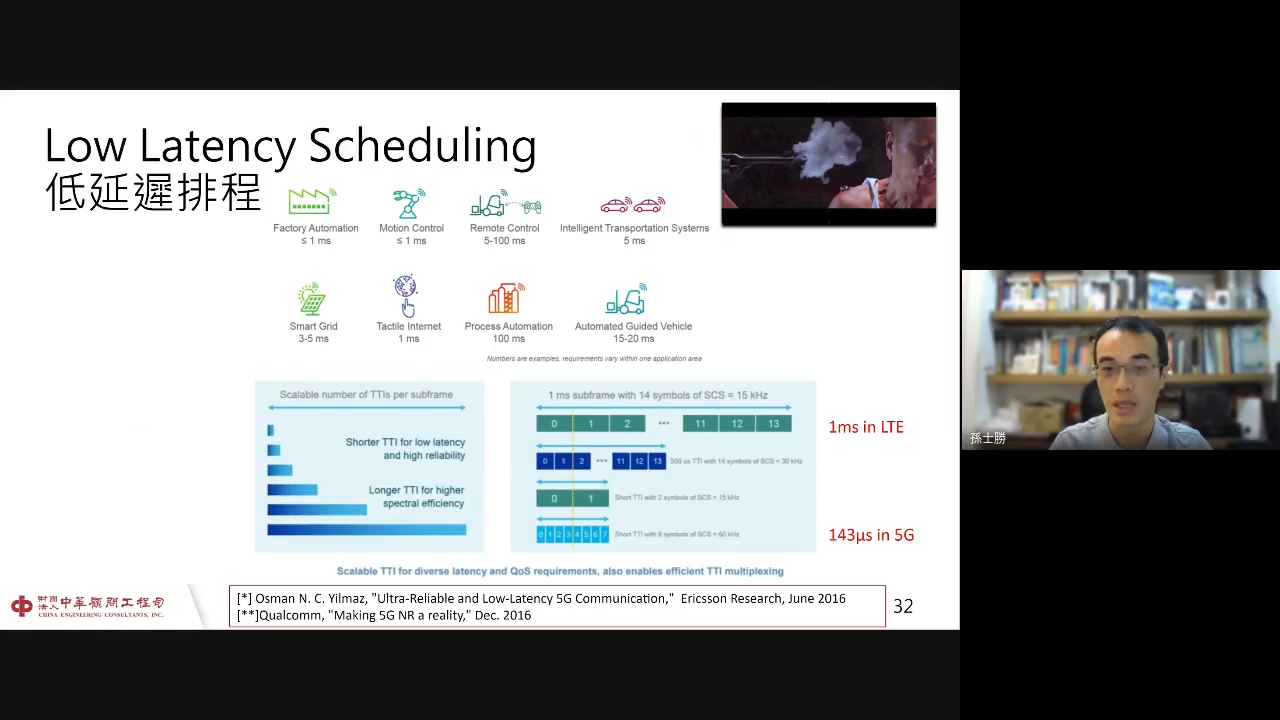 Low Latency Scheduling
低延遲排程
Factory Automation
≤ 1 ms
Motion Control
≤ 1 ms
Remote Control
5-100 ms
Intelligent Transportation Systems
5 ms
Smart Grid
3-5 ms
Tactile Internet
1 ms
Process Automation
100 ms
Automated Guided Vehicle
15-20 ms
Numbers are examples, requirements vary within one application area
Scalable number of TTIs per subframe
Shorter TTI for low latency
and high reliability
Longer TTI for higher
spectral efficiency
1 ms subframe with 14 symbols of SCS = 15 kHz
0 1 2 ••• 11 12 13
1ms in LTE
0 1 2 ••• 11 12 13
500 us TTI with 14 symbols of SCS = 30 kHz
0 1
Short TTI with 2 symbols of SCS = 15 kHz
0 1 2 3 4 5 6 7
Short TTI with 8 symbols of SCS = 60 kHz
143µs in 5G
Scalable TTI for diverse latency and QoS requirements, also enables efficient TTI multiplexing
財團法人中華顧問工程司
CHINA ENGINEERING CONSULTANTS, INC.
[*] Osman N. C. Yilmaz, "Ultra-Reliable and Low-Latency 5G Communication," Ericsson Research, June 2016
[**]Qualcomm, "Making 5G NR a reality," Dec. 2016
32
孫士勝